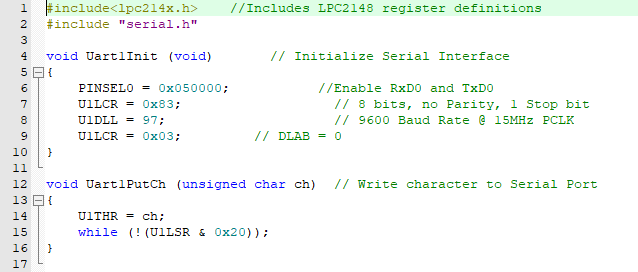 1 #include<lpc214x.h> //Includes LPC2148 register definitions
2 #include "serial.h"
3
4 void Uart1Init (void) // Initialize Serial Interface
5 {
6 PINSEL0 = 0x050000; //Enable RxD0 and TxD0
7 U1LCR = 0x83; // 8 bits, no Parity, 1 Stop bit
8 U1DLL = 97; // 9600 Baud Rate @ 15MHz PCLK
9 U1LCR = 0x03; // DLAB = 0
10 }
11
12 void Uart1PutCh (unsigned char ch) // Write character to Serial Port
13 {
14 U1THR = ch;
15 while (!(U1LSR & 0x20));
16 }
17